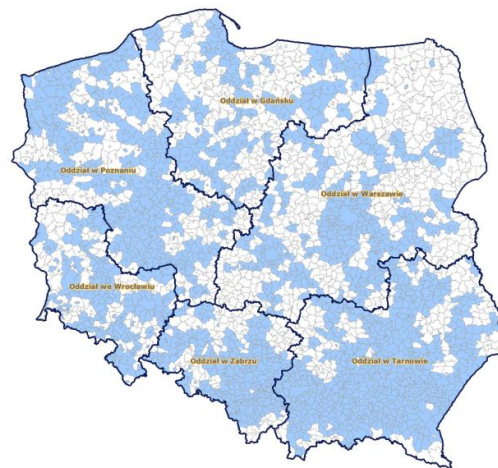 Oddział w Gdańsku
Oddział w Poznaniu
Oddział w Warszawie
Oddział we Wrocławiu
Oddział w Zabrzu
Oddział w Tarnowie